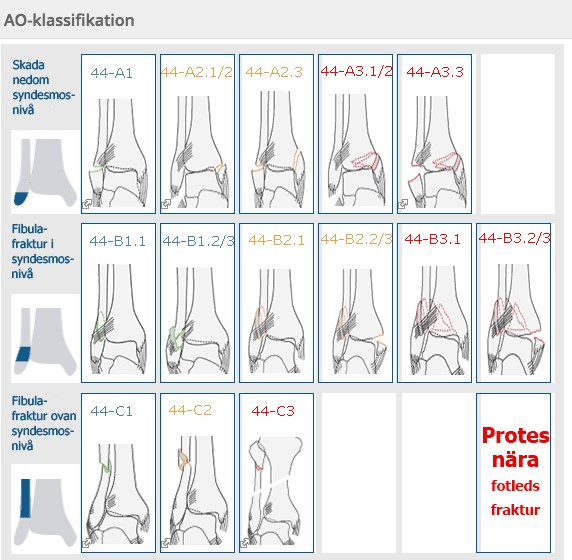 AO-klassifikation
Skada
nedom
syndesmos-
nivå
44-A1
44-A2.1/2
44-A2.3
44-A3.1/2
44-A3.3
Fibula-
fraktur i
syndesmos-
nivå
44-B1.1
44-B1.2/3
44-B2.1
44-B2.2/3
44-B3.1
44-B3.2/3
Fibula-
fraktur ovan
syndesmos-
nivå
44-C1
44-C2
44-C3
Protes
nära
fotleds
fraktur